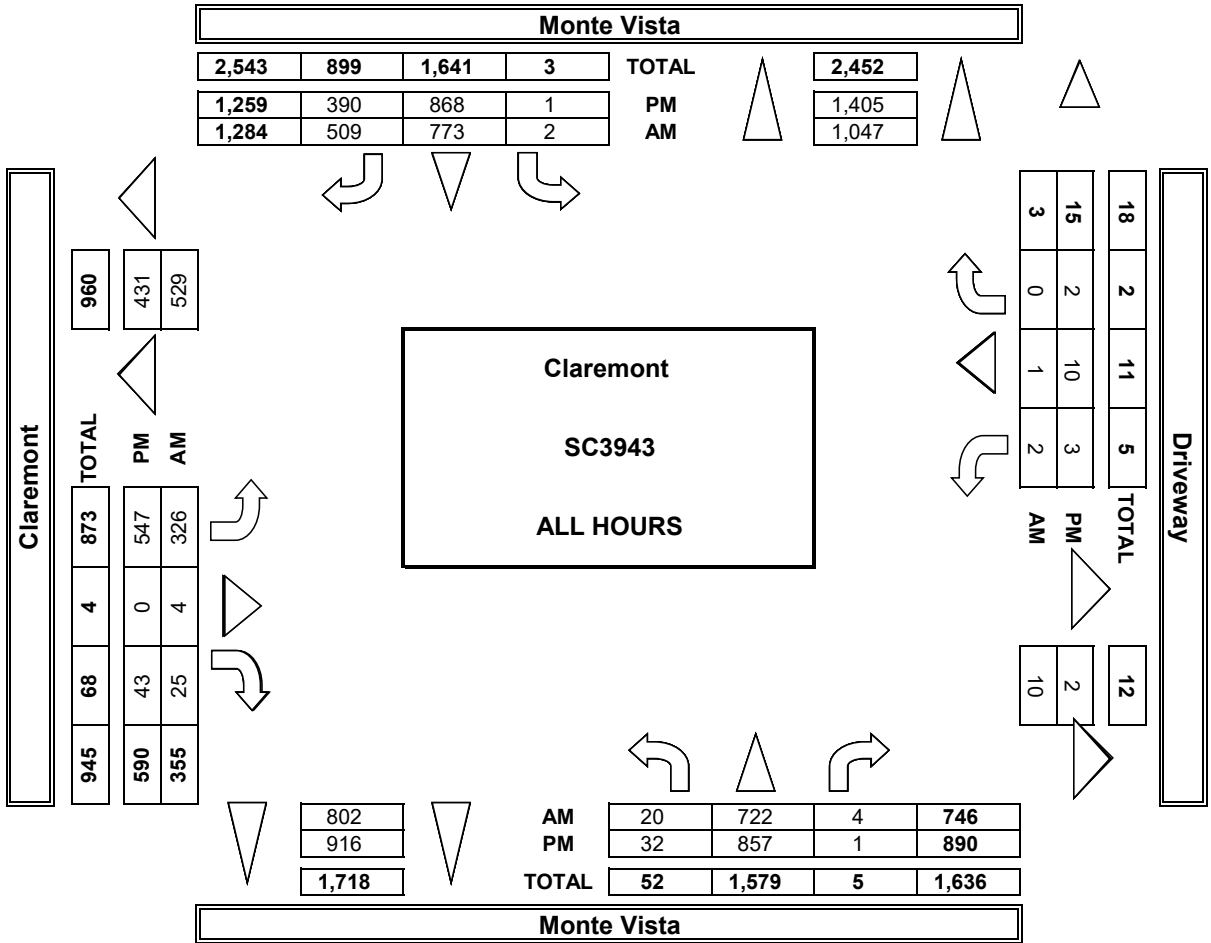 Monte Vista
2,543 899 1,641 3 TOTAL 2,452
1,259 390 868 1 PM 1,405
1,284 509 773 2 AM 1,047
Claremont
TOTAL PM AM
960 431 529
873 547 326
4 0 4
68 43 25
945 590 355
Claremont
SC3943
ALL HOURS
3 15 18
0 2 2
1 10 11
2 3 5
AM PM TOTAL
10 2 12
Driveway
802 AM 20 722 4 746
916 PM 32 857 1 890
1,718 TOTAL 52 1,579 5 1,636
Monte Vista